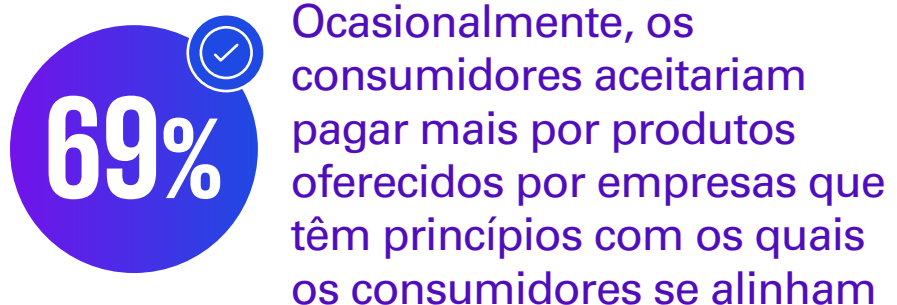 69%
Ocasionalmente, os
consumidores aceitariam
pagar mais por produtos
oferecidos por empresas que
têm princípios com os quais
os consumidores se alinham